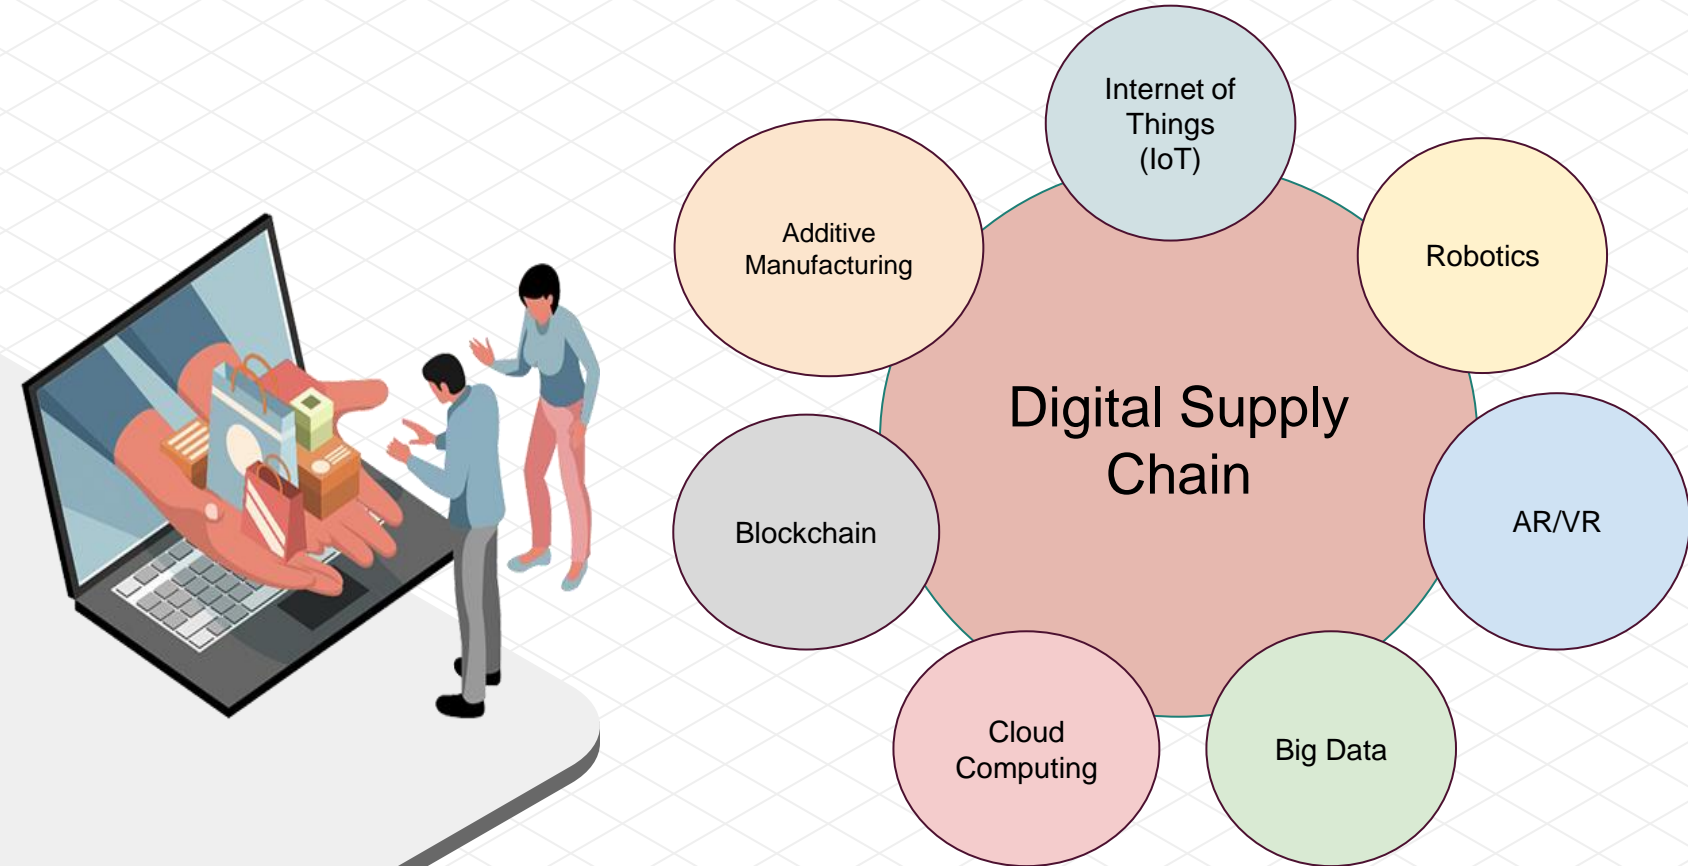 Internet of
Things
(IoT)
Additive
Manufacturing
Robotics
Digital Supply
Chain
Blockchain
AR/VR
Cloud
Computing
Big Data